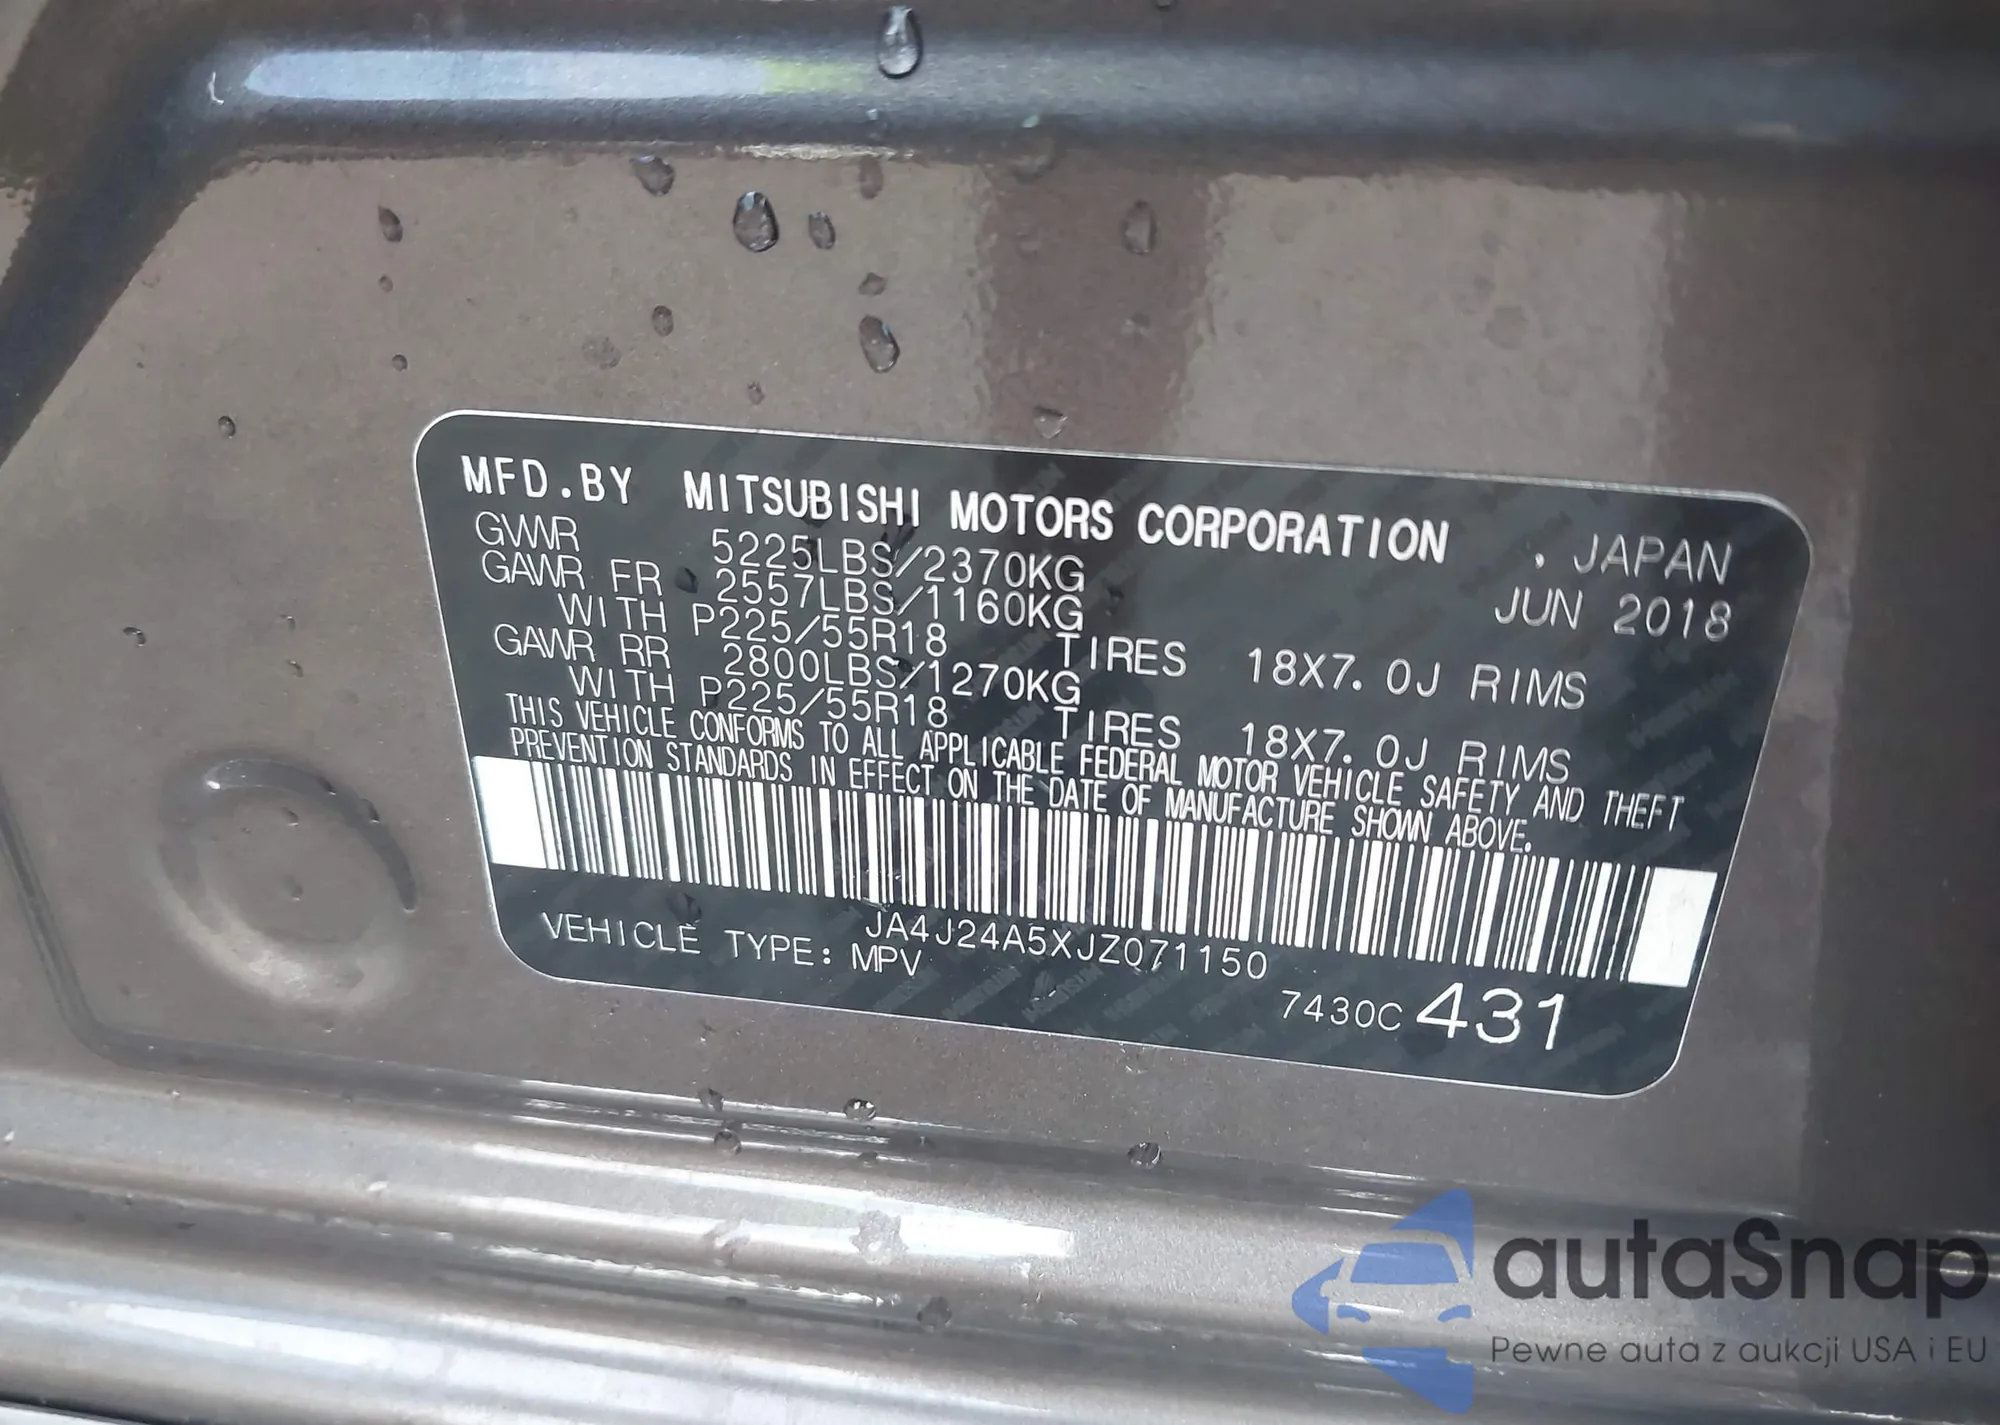 MFD.BY MITSUBISHI MOTORS CORPORATION , JAPAN
GVWR 5225LBS/2370KG JUN 2018
GAWR FR 2557LBS/1160KG
WITH P225/55R18 TIRES 18X7.0J RIMS
GAWR RR 2800LBS/1270KG
WITH P225/55R18 TIRES 18X7.0J RIMS
THIS VEHICLE CONFORMS TO ALL APPLICABLE FEDERAL MOTOR VEHICLE SAFETY AND THEFT
PREVENTION STANDARDS IN EFFECT ON THE DATE OF MANUFACTURE SHOWN ABOVE.
JA4J24A5XJZ071150
VEHICLE TYPE: MPV
7430C 431
autaSnap
Pewne auta z aukcji USA i EU